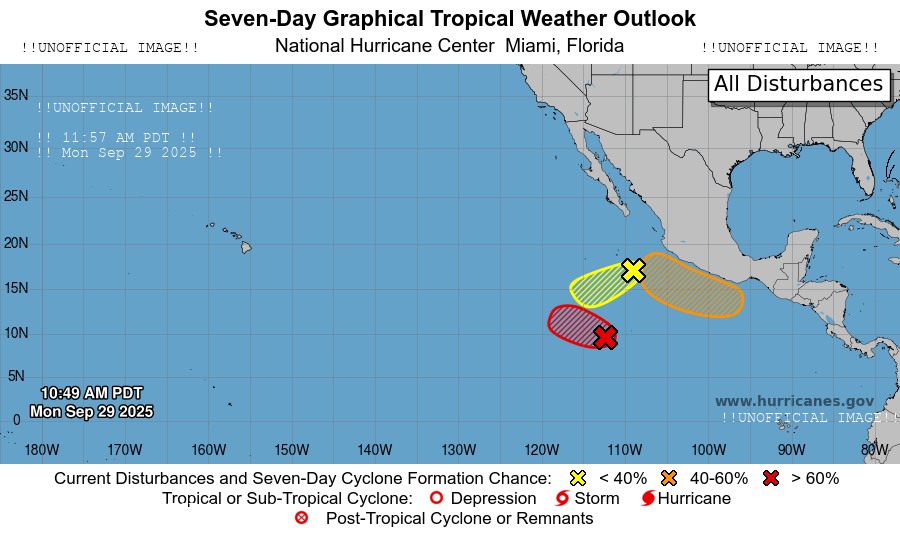 Seven-Day Graphical Tropical Weather Outlook
!!UNOFFICIAL IMAGE!! National Hurricane Center Miami, Florida !!UNOFFICIAL IMAGE!!
All Disturbances
35N
!!UNOFFICIAL IMAGE!!
!! 11:57 AM PDT !!
30N
!! Mon Sep 29 2025 !!
25N
20N
15N
10N
5N
10:49 AM PDT
Mon Sep 29 2025
www.hurricanes.gov
!!UNOFFICIAL IMAGE!!
0
180W 170W 160W 150W 140W 130W 120W 110W 100W 90W 80W
Current Disturbances and Seven-Day Cyclone Formation Chance: < 40% 40-60% > 60%
Tropical or Sub-Tropical Cyclone: Depression Storm Hurricane
Post-Tropical Cyclone or Remnants